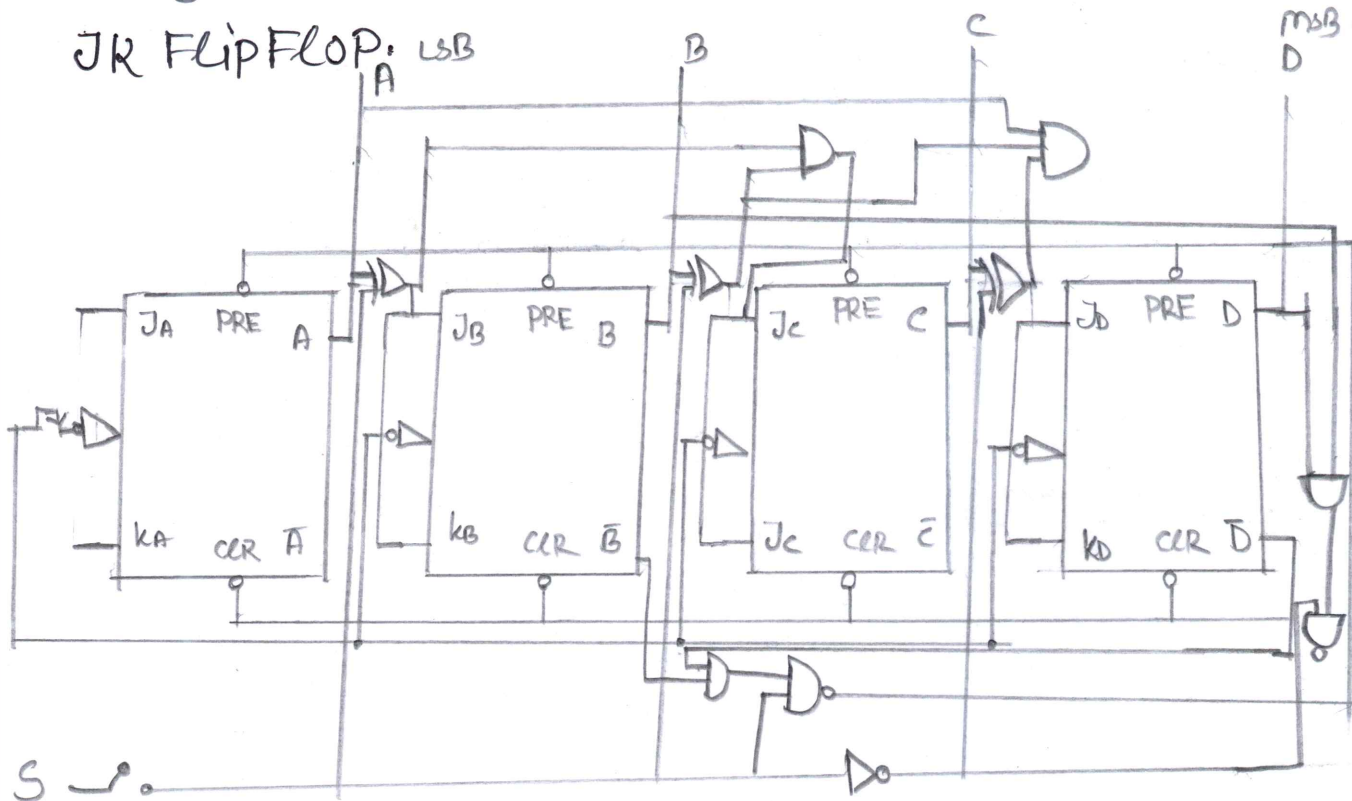 JK FlipFlop:
LSB
A
B
C
MSB
D
JA PRE A
JB PRE B
JC PRE C
JD PRE D
KA CLR A̅
KB CLR B̅
JC CLR C̅
KD CLR D̅
S